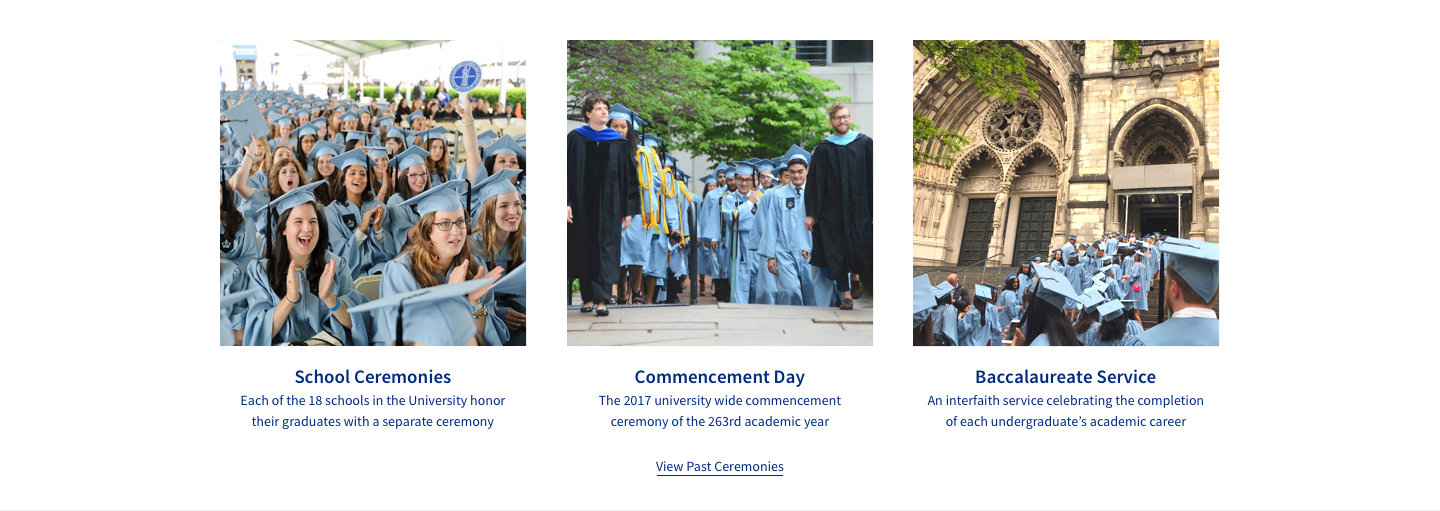 School Ceremonies
Each of the 18 schools in the University honor
their graduates with a separate ceremony
Commencement Day
The 2017 university wide commencement
ceremony of the 263rd academic year
Baccalaureate Service
An interfaith service celebrating the completion
of each undergraduate’s academic career
View Past Ceremonies